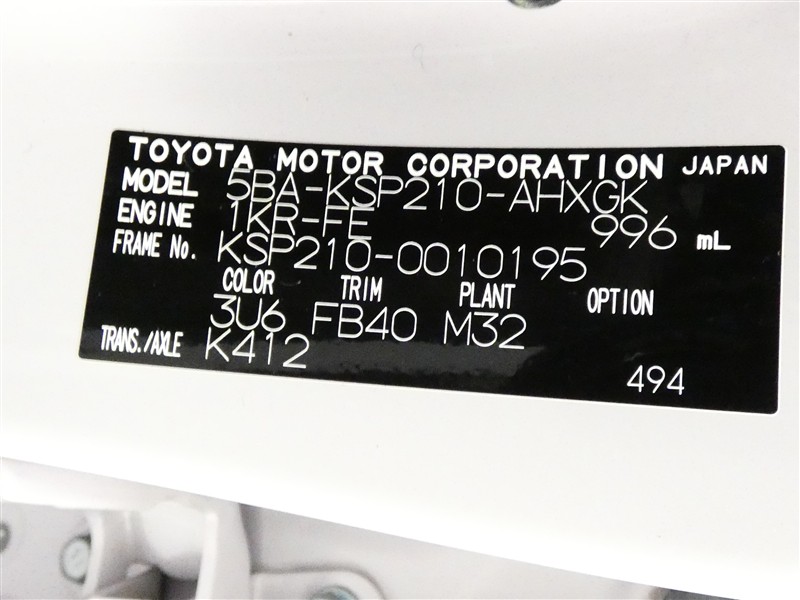 TOYOTA MOTOR CORPORATION JAPAN
MODEL 5BA-KSP210-AHXGK
ENGINE 1KR-FE 996 mL
FRAME No. KSP210-0010195
COLOR TRIM PLANT OPTION
3U6 FB40 M32
TRANS./AXLE K412
494